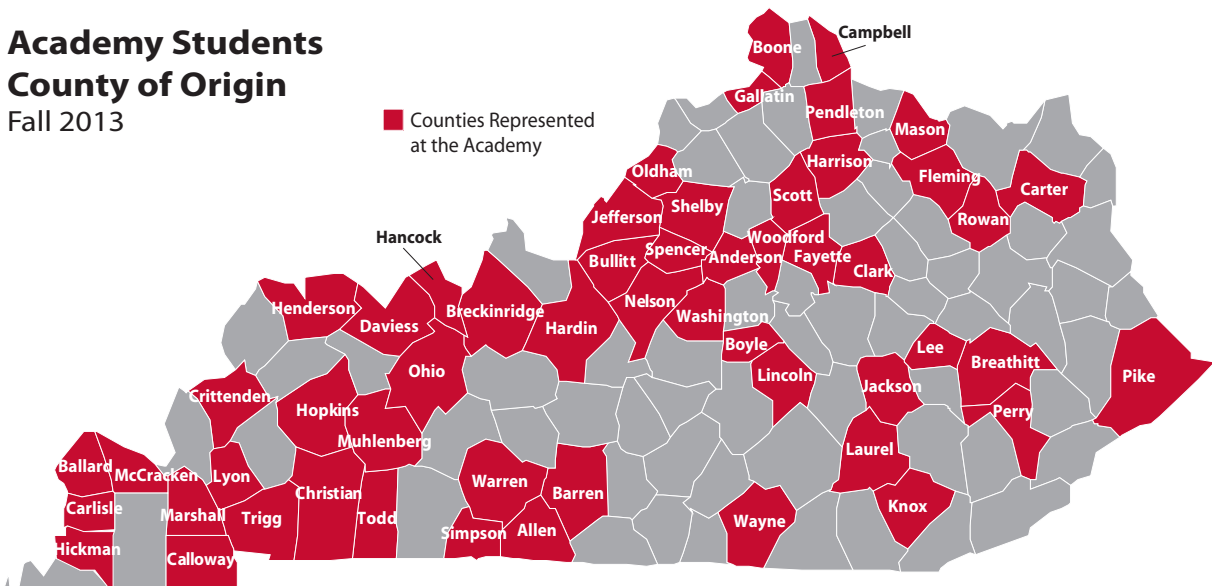 Academy Students
County of Origin
Fall 2013
Counties Represented
at the Academy
Campbell
Boone
Gallatin
Pendleton
Mason
Harrison
Oldham
Fleming
Carter
Scott
Shelby
Jefferson
Rowan
Woodford
Hancock
Spencer
Anderson
Fayette
Bullitt
Clark
Nelson
Henderson
Breckinridge
Washington
Daviess
Hardin
Boyle
Lee
Breathitt
Ohio
Lincoln
Pike
Jackson
Crittenden
Hopkins
Perry
Muhlenberg
Laurel
Ballard
McCracken
Lyon
Warren
Christian
Barren
Carlisle
Marshall
Trigg
Todd
Knox
Wayne
Simpson
Allen
Hickman
Calloway